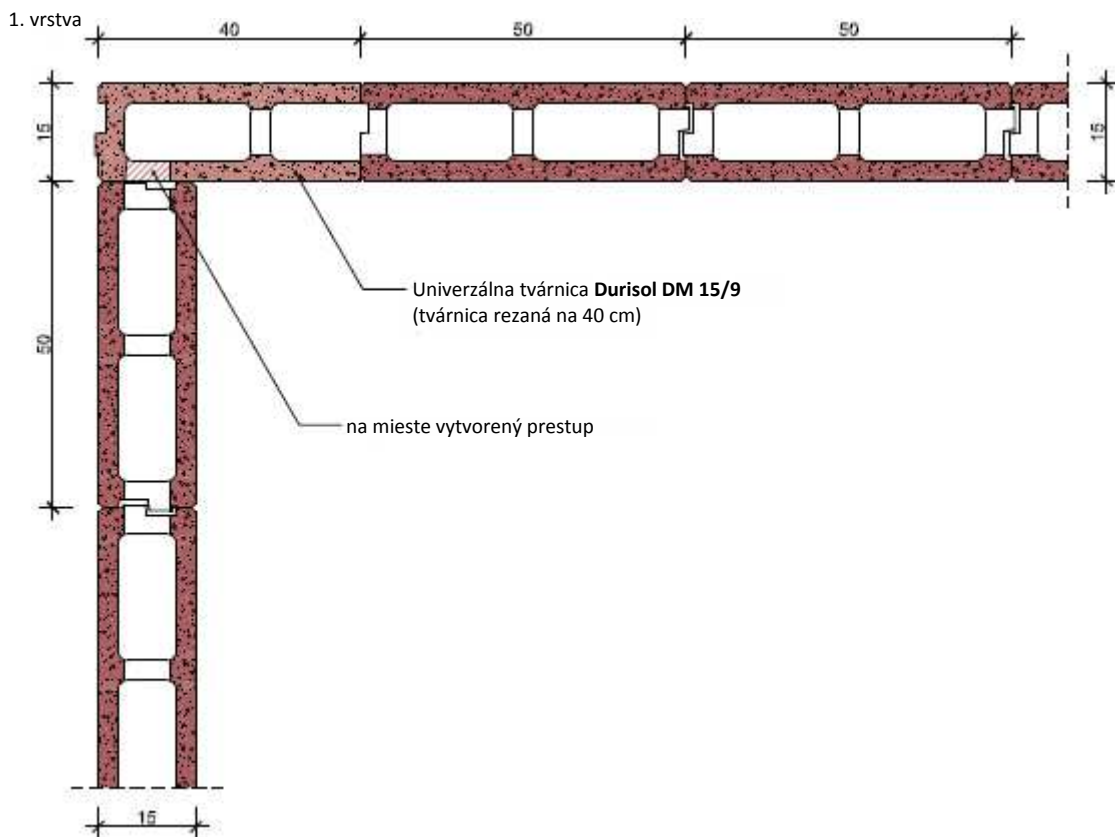 1. vrstva
40
50
50
15
15
Univerzálna tvárnica Durisol DM 15/9
(tvárnica rezaná na 40 cm)
50
na mieste vytvorený prestup
15